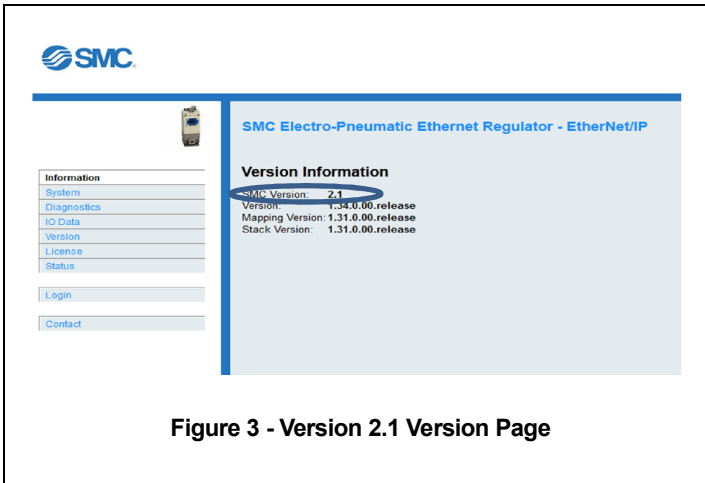 SMC.
SMC Electro-Pneumatic Ethernet Regulator - EtherNet/IP
Version Information
SMC Version: 2.1
Version: 1.34.0.00.release
Mapping Version: 1.31.0.00.release
Stack Version: 1.31.0.00.release
Information
System
Diagnostics
IO Data
Version
License
Status
Login
Contact
Figure 3 - Version 2.1 Version Page